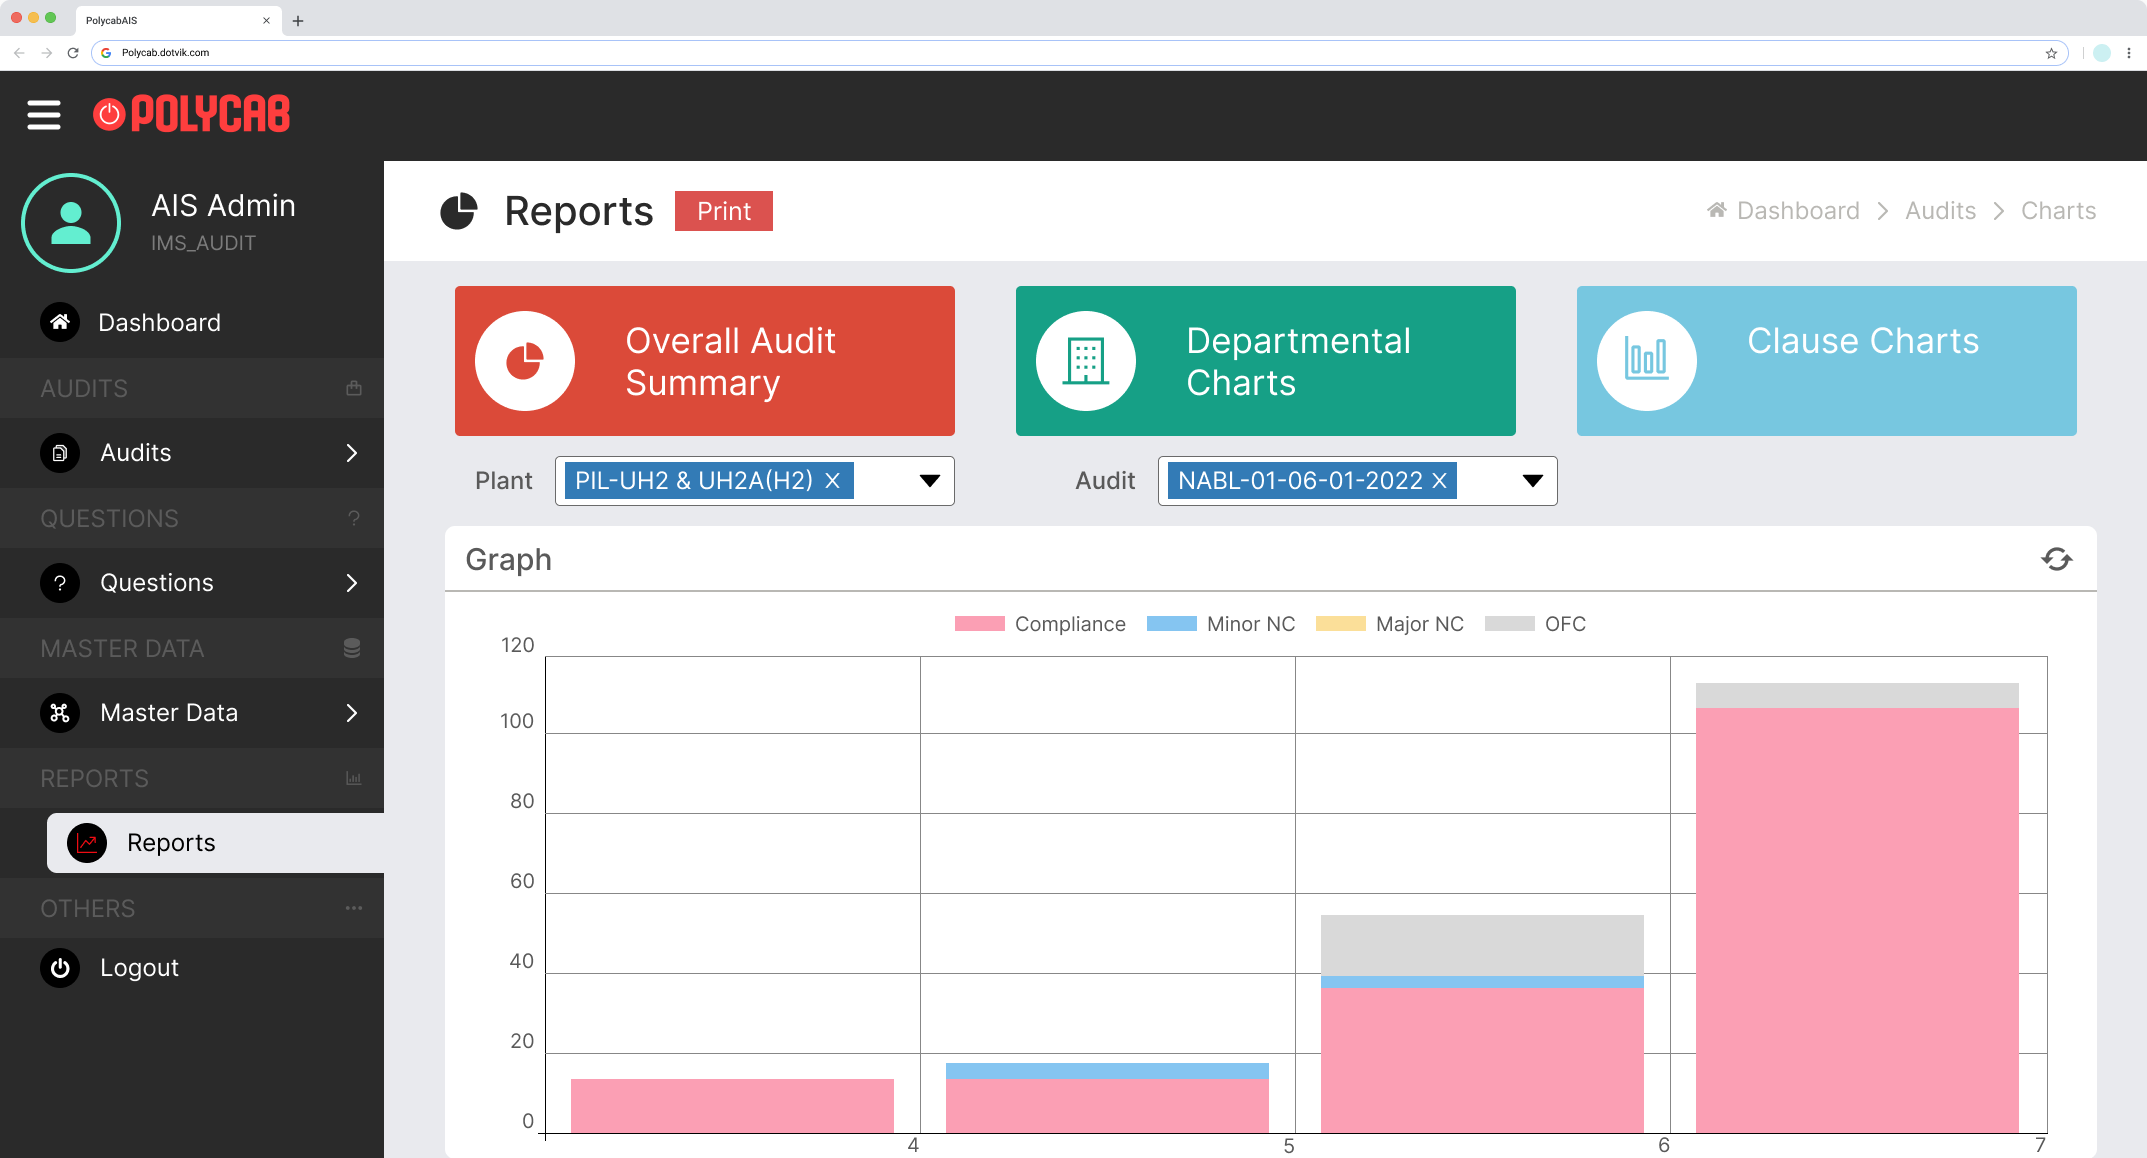 PolycabAIS
Polycab.dotvik.com
POLYCAB
AIS Admin
IMS_AUDIT
Dashboard
AUDITS
Audits
QUESTIONS
?
?
Questions
MASTER DATA
Master Data
REPORTS
Reports
OTHERS
Logout
Reports
Print
Dashboard > Audits > Charts
Overall Audit
Summary
Departmental
Charts
Clause Charts
Plant
PIL-UH2 & UH2A(H2) X
Audit
NABL-01-06-01-2022 X
Graph
Compliance
Minor NC
Major NC
OFC
120
100
80
60
40
20
0
4
5
6
7